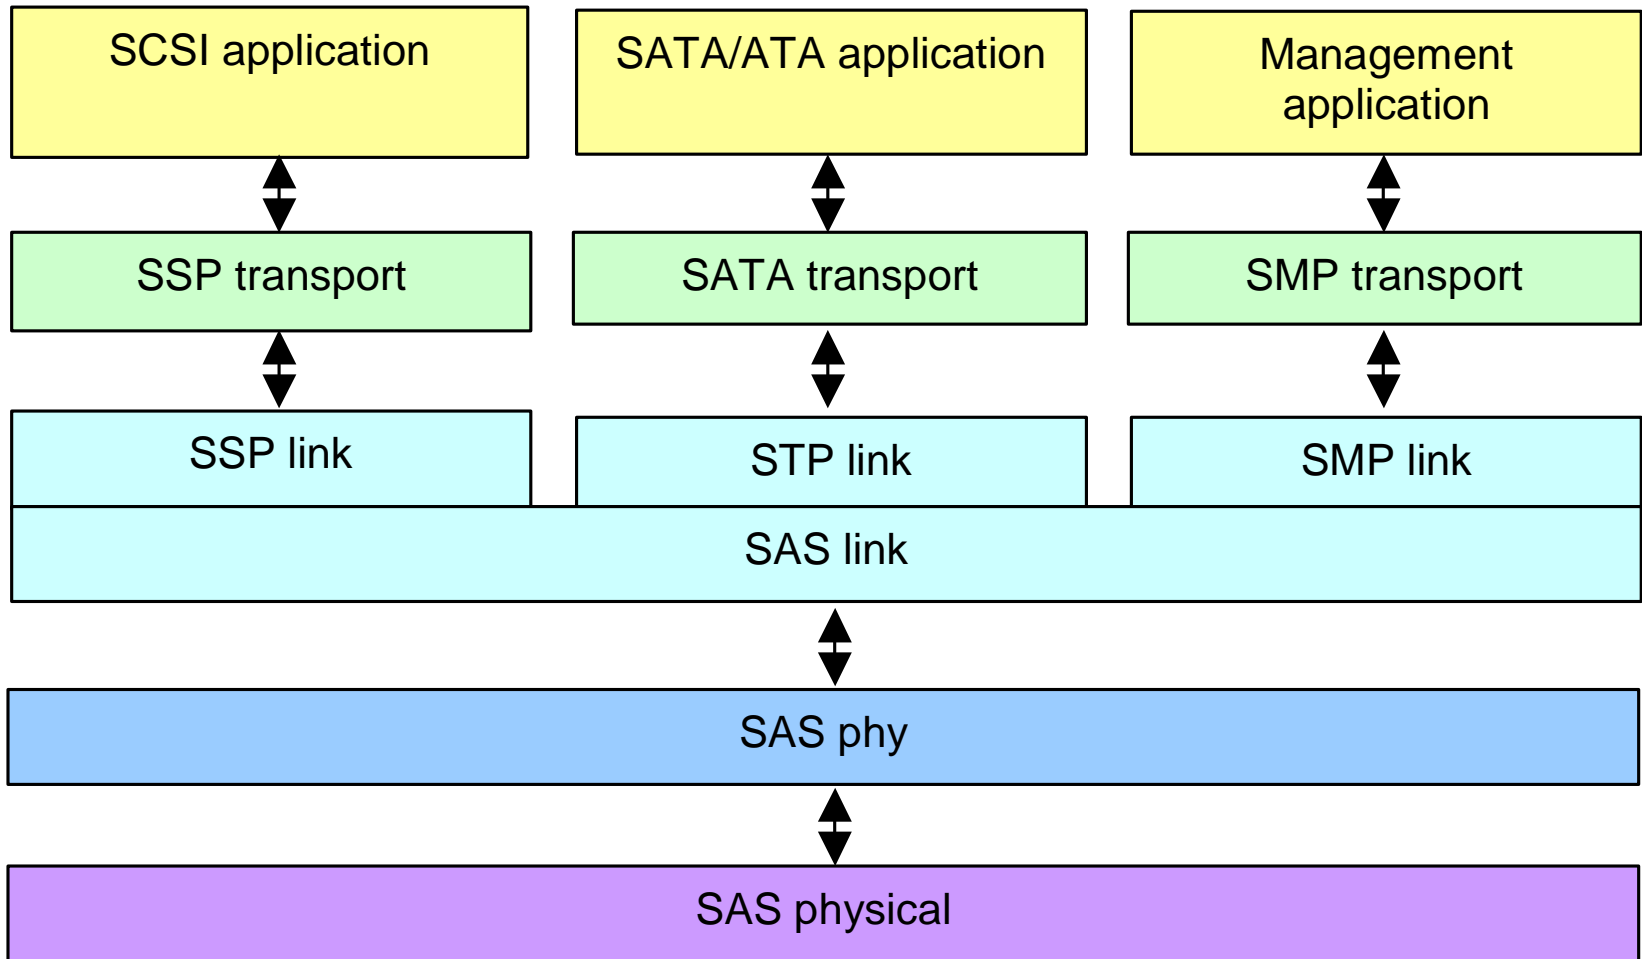 SCSI application
SATA/ATA application
Management
application
SSP transport
SATA transport
SMP transport
SSP link
STP link
SMP link
SAS link
SAS phy
SAS physical